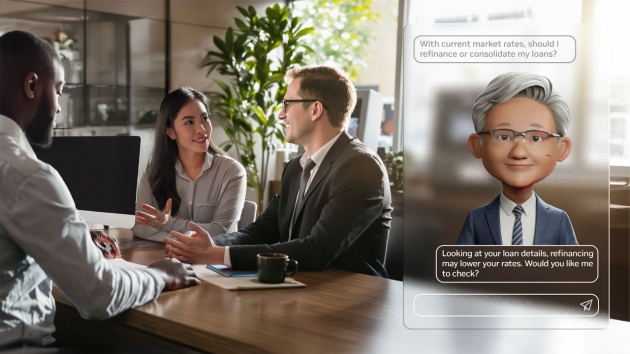 With current market rates, should I
refinance or consolidate my loans?
Looking at your loan details, refinancing
may lower your rates. Would you like me
to check?